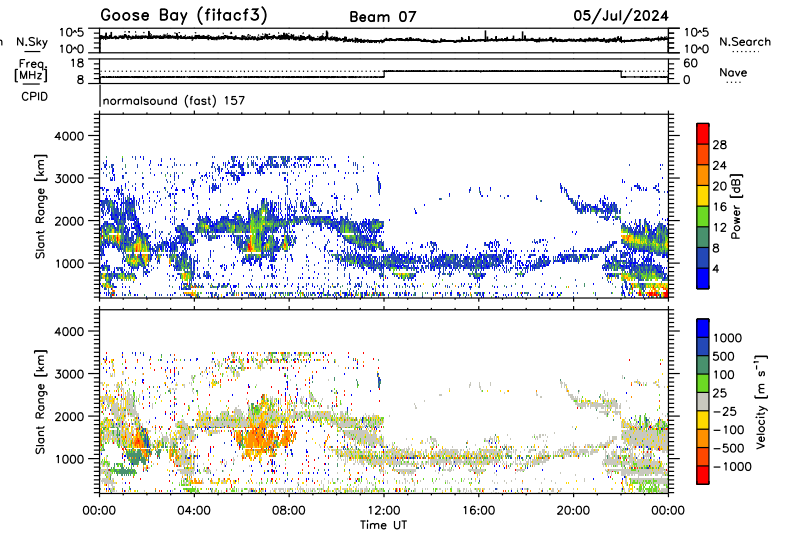 Goose Bay (fitacf3) Beam 07 05/Jul/2024
n N.Sky 10^5 10^5 N.Search
10^0 10^0
Freq. 18 60 Nave
[MHz] 8 0
CPID normalsound (fast) 157
Slant Range [km]
4000
3000
2000
1000
28
24
20
16
12
8
4
Power [dB]
Slant Range [km]
4000
3000
2000
1000
1000
500
100
25
-25
-100
-500
-1000
Velocity [m s⁻¹]
00:00 04:00 08:00 12:00 16:00 20:00 00:00
Time UT